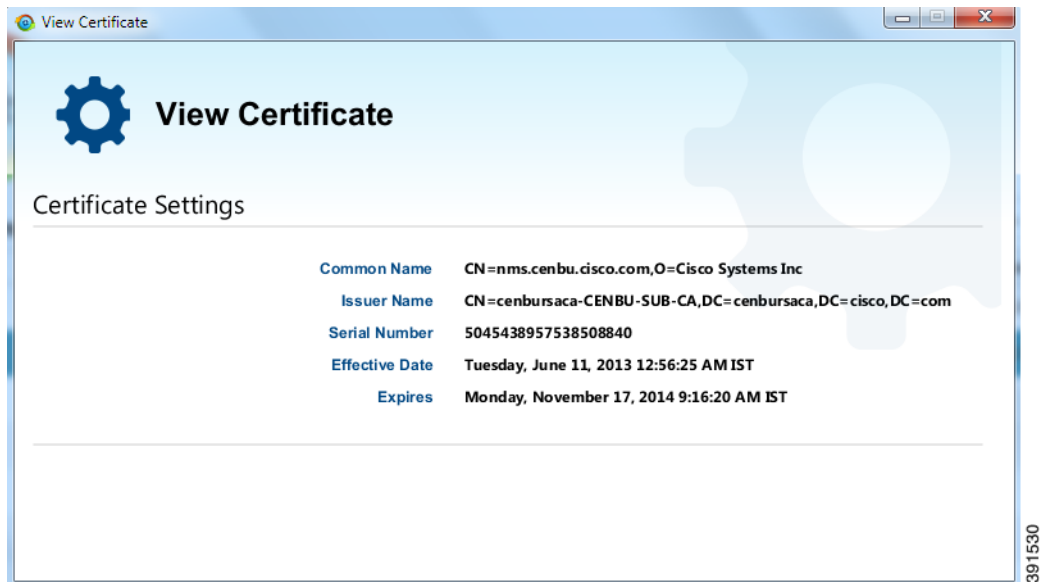 View Certificate
View Certificate
Certificate Settings
Common Name CN=nms.cenbu.cisco.com,O=Cisco Systems Inc
Issuer Name CN=cenbursaca-CENBU-SUB-CA,DC=cenbursaca,DC=cisco,DC=com
Serial Number 5045438957538508840
Effective Date Tuesday, June 11, 2013 12:56:25 AM IST
Expires Monday, November 17, 2014 9:16:20 AM IST
391530